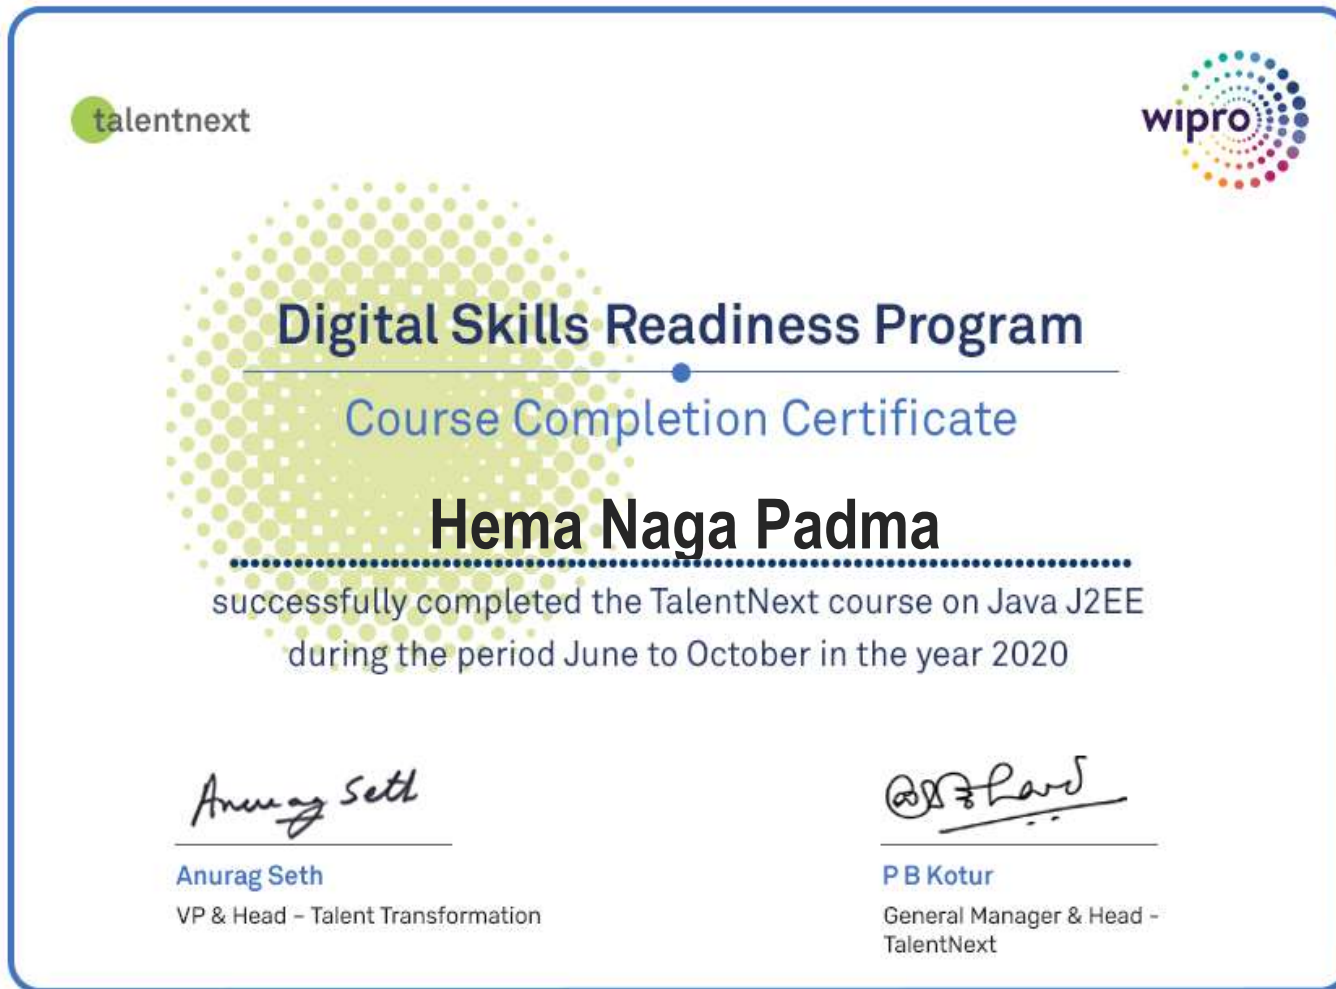 talentnext
wipro
Digital Skills Readiness Program
Course Completion Certificate
Hema Naga Padma
successfully completed the TalentNext course on Java J2EE
during the period June to October in the year 2020
Anurag Seth
Anurag Seth
P B Kotur
VP & Head – Talent Transformation
General Manager & Head -
TalentNext